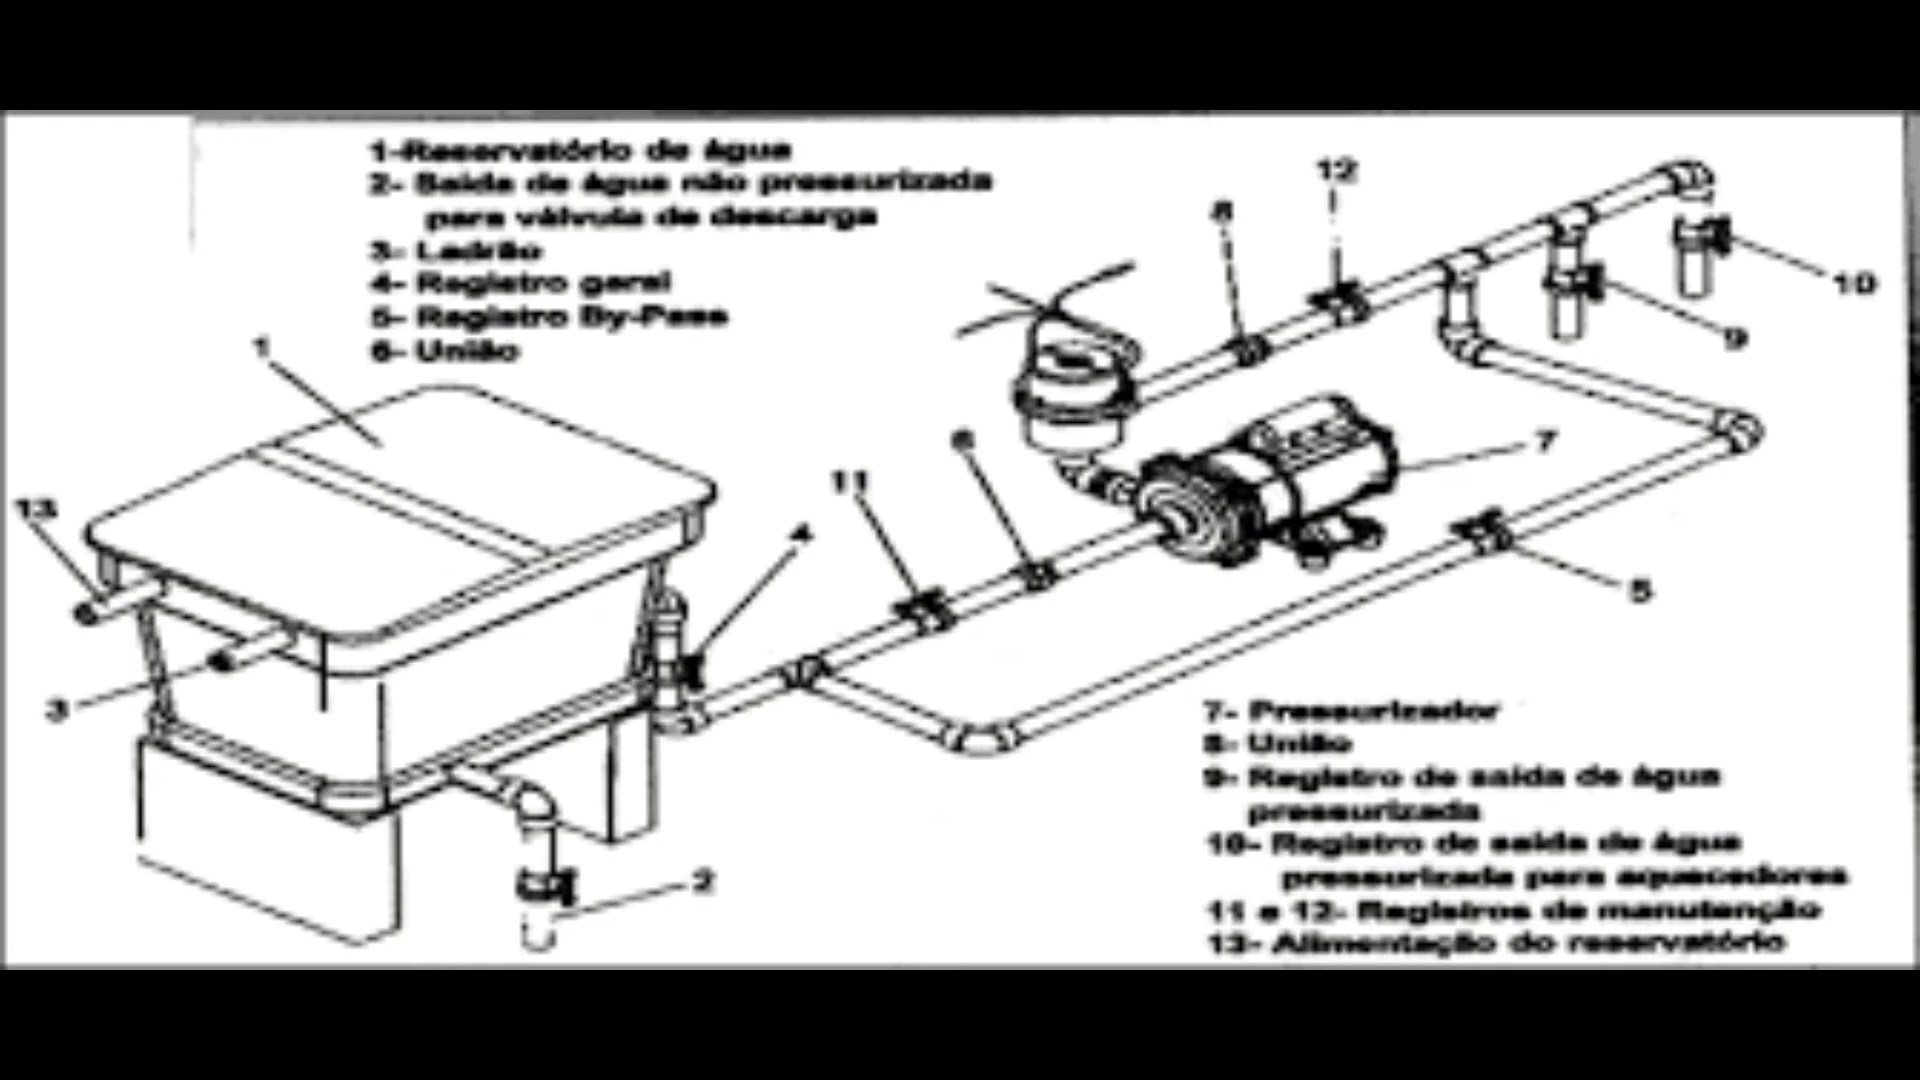 1-Reservatório de água
2- Saída de água não pressurizada
para válvula de descarga
3- Ladrão
4- Registro geral
5- Registro By-Pass
6- União
12
8
10
9
1
6
7
11
13
4
5
3
2
7- Pressurizador
8- União
9- Registro de saída de água
pressurizada
10- Registro de saída de água
pressurizada para aquecedores
11 e 12- Registros de manutenção
13- Alimentação do reservatório